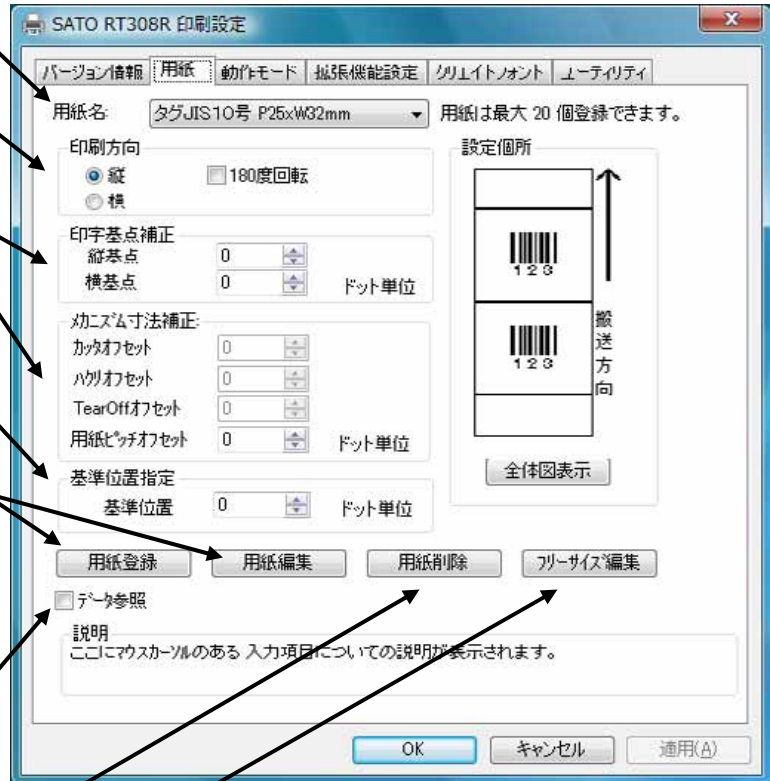 SATO RT308R 印刷設定
バージョン情報 用紙 動作モード 拡張機能設定 クリエイトフォント ユーティリティ
用紙名: タグJIS10号 P25xW32mm 用紙は最大 20 個登録できます。
印刷方向
縦 180度回転
横
設定個所
印字基点補正
縦基点 0
横基点 0 ドット単位
メカニズム寸法補正:
カッタオフセット 0
ハクリオフセット 0
TearOffオフセット 0
用紙ピッチオフセット 0 ドット単位
123
123
搬送方向
全体図表示
基準位置指定
基準位置 0 ドット単位
用紙登録 用紙編集 用紙削除 フリーサイズ編集
データ参照
説明
ここにマウスカーソルのある 入力項目についての説明が表示されます。
OK キャンセル 適用(A)